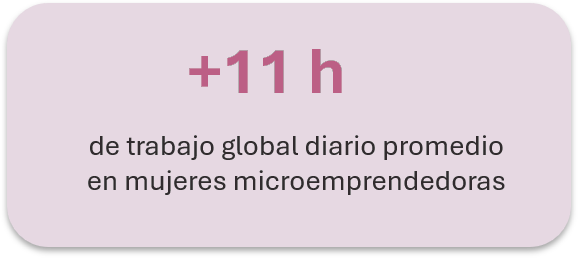 +11 h
de trabajo global diario promedio
en mujeres microemprendedoras